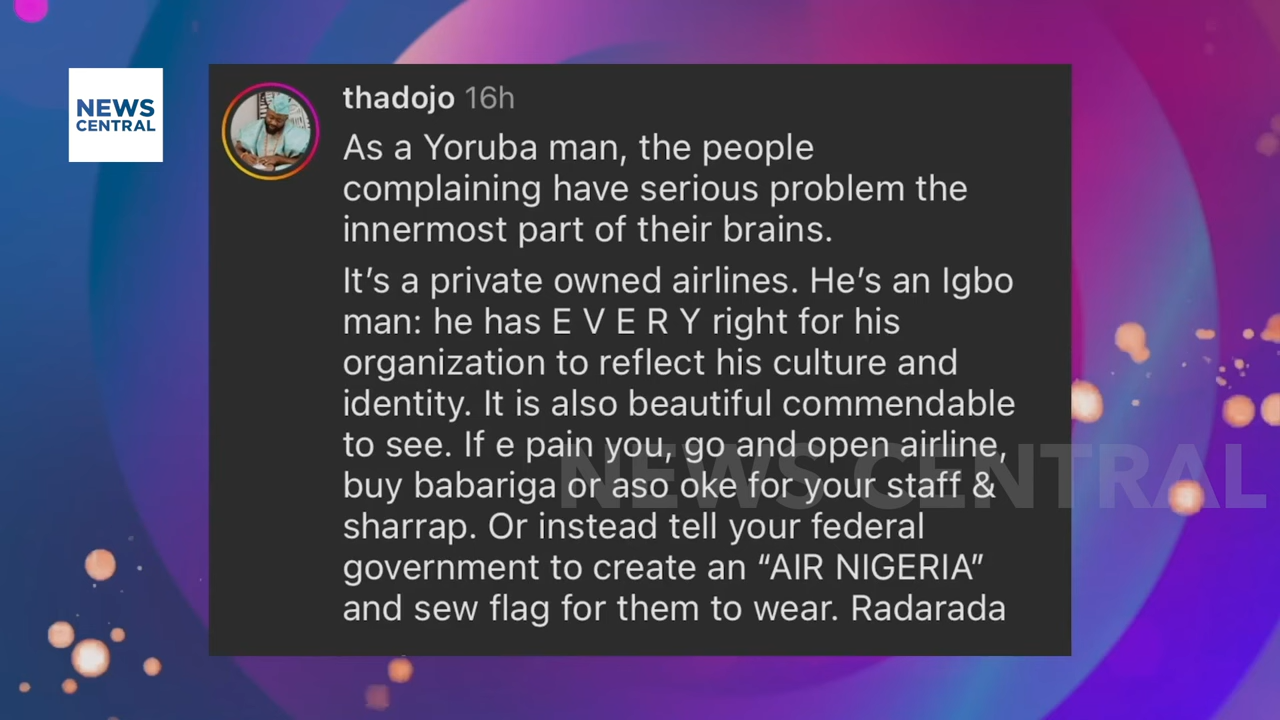 NEWS
CENTRAL
thadojo 16h
As a Yoruba man, the people
complaining have serious problem the
innermost part of their brains.
It’s a private owned airlines. He’s an Igbo
man: he has E V E R Y right for his
organization to reflect his culture and
identity. It is also beautiful commendable
to see. If e pain you, go and open airline,
buy babariga or aso oke for your staff &
sharrap. Or instead tell your federal
government to create an “AIR NIGERIA”
and sew flag for them to wear. Radarada
NEWS CENTRAL